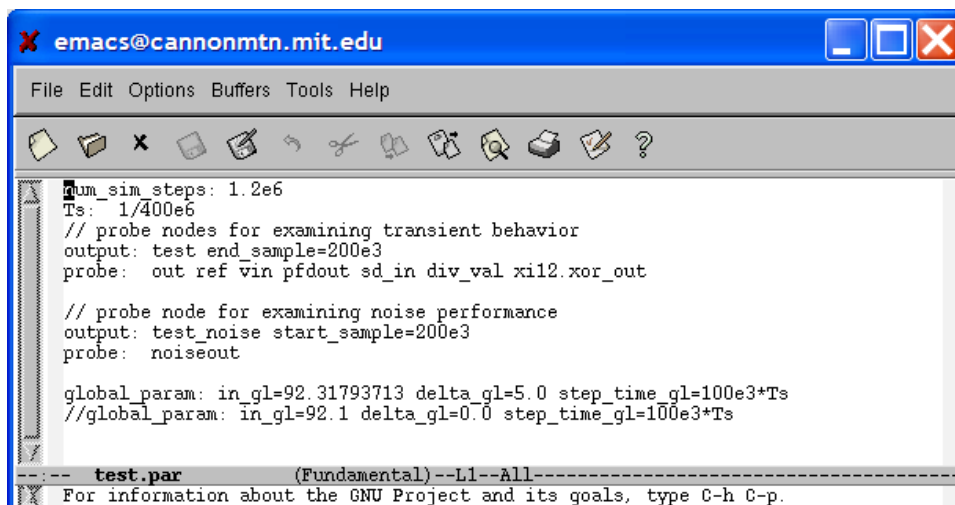 emacs@cannonmtn.mit.edu
File Edit Options Buffers Tools Help
num_sim_steps: 1.2e6
Ts: 1/400e6
// probe nodes for examining transient behavior
output: test end_sample=200e3
probe: out ref vin pfdout sd_in div_val xi12.xor_out
// probe node for examining noise performance
output: test_noise start_sample=200e3
probe: noiseout
global_param: in_gl=92.31793713 delta_gl=5.0 step_time_gl=100e3*Ts
//global_param: in_gl=92.1 delta_gl=0.0 step_time_gl=100e3*Ts
--:-- test.par (Fundamental)--L1--All--------------------------------------
For information about the GNU Project and its goals, type C-h C-p.